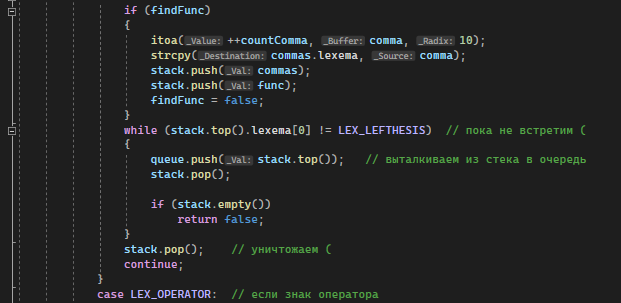 if (findFunc)
{
itoa(_Value: ++countComma, _Buffer: comma, _Radix: 10);
strcpy(_Destination: commas.lexema, _Source: comma);
stack.push(_Val: commas);
stack.push(_Val: func);
findFunc = false;
}
while (stack.top().lexema[0] != LEX_LEFTHESIS) // пока не встретим (
{
queue.push(_Val: stack.top()); // выталкиваем из стека в очередь
stack.pop();
if (stack.empty())
return false;
}
stack.pop(); // уничтожаем (
continue;
}
case LEX_OPERATOR: // если знак оператора